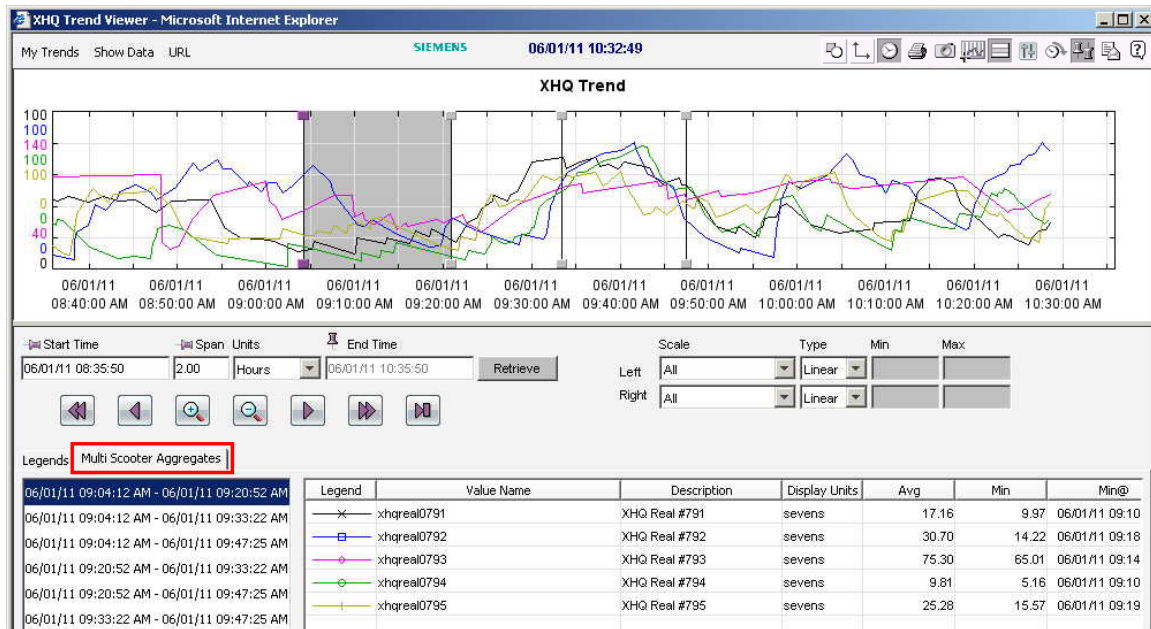 XHQ Trend Viewer - Microsoft Internet Explorer
My Trends Show Data URL SIEMENS 06/01/11 10:32:49
XHQ Trend
100
100
140
100
100
0
0
40
0
0
06/01/11 06/01/11 06/01/11 06/01/11 06/01/11 06/01/11 06/01/11 06/01/11 06/01/11 06/01/11 06/01/11 06/01/11
08:40:00 AM 08:50:00 AM 09:00:00 AM 09:10:00 AM 09:20:00 AM 09:30:00 AM 09:40:00 AM 09:50:00 AM 10:00:00 AM 10:10:00 AM 10:20:00 AM 10:30:00 AM
Start Time Span Units End Time Scale Type Min Max
06/01/11 08:35:50 2.00 Hours 06/01/11 10:35:50 Retrieve Left All Linear
Right All Linear
Legends Multi Scooter Aggregates
06/01/11 09:04:12 AM - 06/01/11 09:20:52 AM
06/01/11 09:04:12 AM - 06/01/11 09:33:22 AM
06/01/11 09:04:12 AM - 06/01/11 09:47:25 AM
06/01/11 09:20:52 AM - 06/01/11 09:33:22 AM
06/01/11 09:20:52 AM - 06/01/11 09:47:25 AM
06/01/11 09:33:22 AM - 06/01/11 09:47:25 AM
Legend Value Name Description Display Units Avg Min Min@
xhqreal0791 XHQ Real #791 sevens 17.16 9.97 06/01/11 09:10
xhqreal0792 XHQ Real #792 sevens 30.70 14.22 06/01/11 09:18
xhqreal0793 XHQ Real #793 sevens 75.30 65.01 06/01/11 09:14
xhqreal0794 XHQ Real #794 sevens 9.81 5.16 06/01/11 09:10
xhqreal0795 XHQ Real #795 sevens 25.28 15.57 06/01/11 09:19